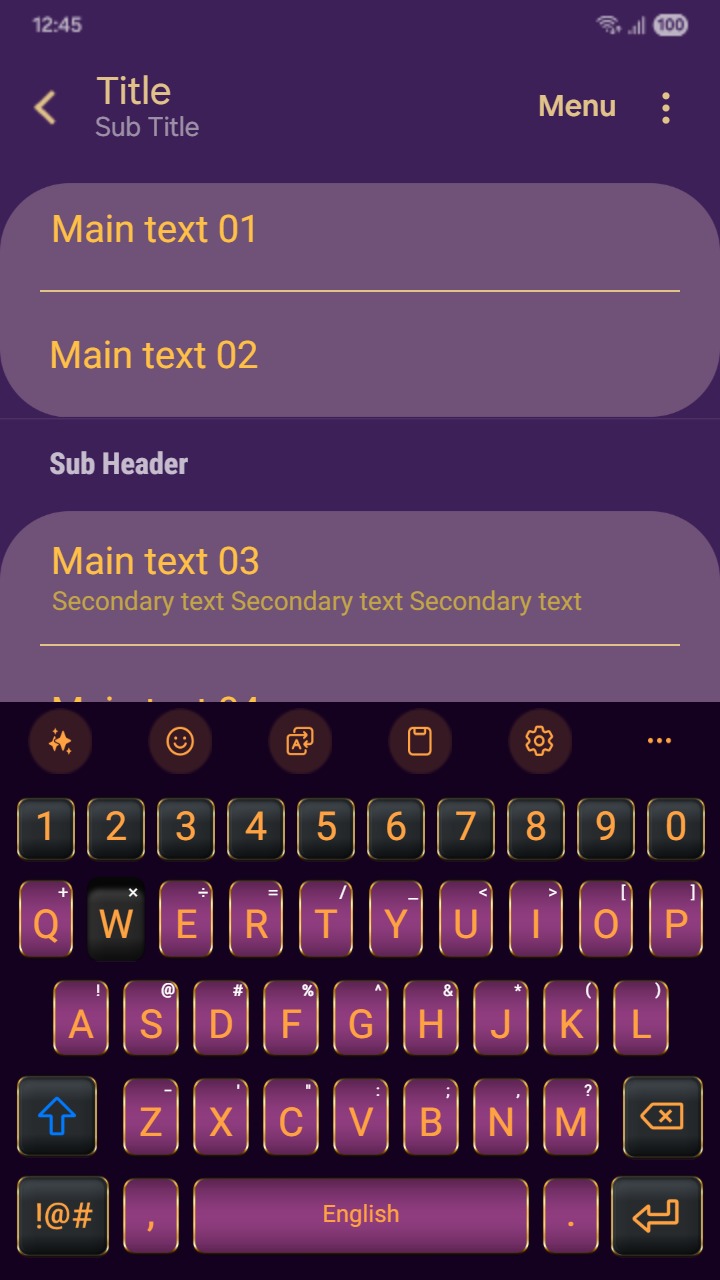 12:45 100
Title
Sub Title
Menu
Main text 01
Main text 02
Sub Header
Main text 03
Secondary text Secondary text Secondary text
1 2 3 4 5 6 7 8 9 0
+ × ÷ = / _ < > [ ]
Q W E R T Y U I O P
! @ # % ^ & * ( )
A S D F G H J K L
- ' " : ; , ?
Z X C V B N M
!@# , English .